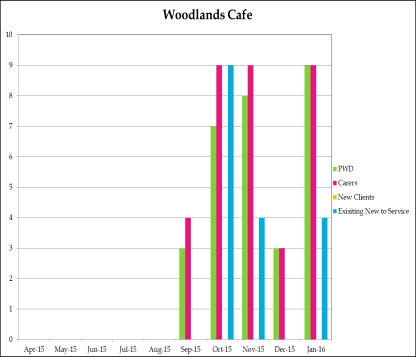 Woodlands Cafe
10
9
8
7
6
5
4
3
2
1
0
Apr-15 May-15 Jun-15 Jul-15 Aug-15 Sep-15 Oct-15 Nov-15 Dec-15 Jan-16
PWD
Carers
New Clients
Exisiting New to Service